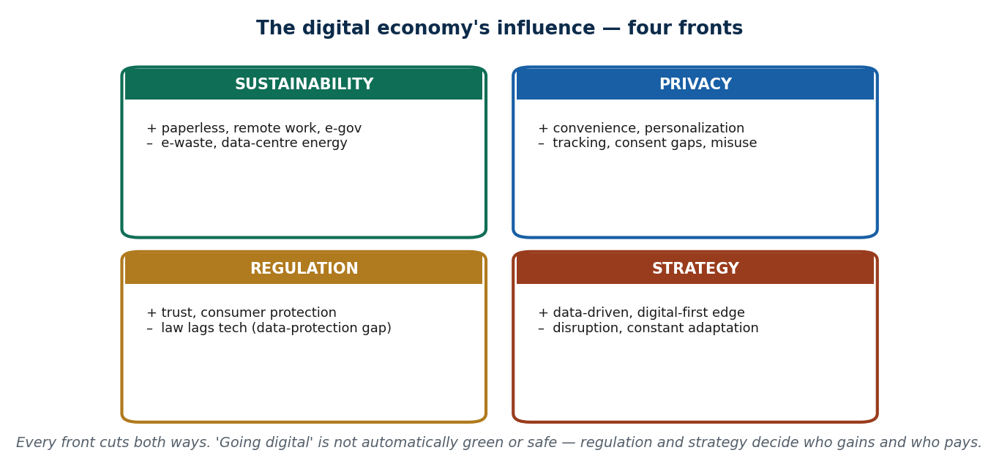 The digital economy's influence — four fronts
SUSTAINABILITY
+ paperless, remote work, e-gov
– e-waste, data-centre energy
PRIVACY
+ convenience, personalization
– tracking, consent gaps, misuse
REGULATION
+ trust, consumer protection
– law lags tech (data-protection gap)
STRATEGY
+ data-driven, digital-first edge
– disruption, constant adaptation
Every front cuts both ways. 'Going digital' is not automatically green or safe — regulation and strategy decide who gains and who pays.